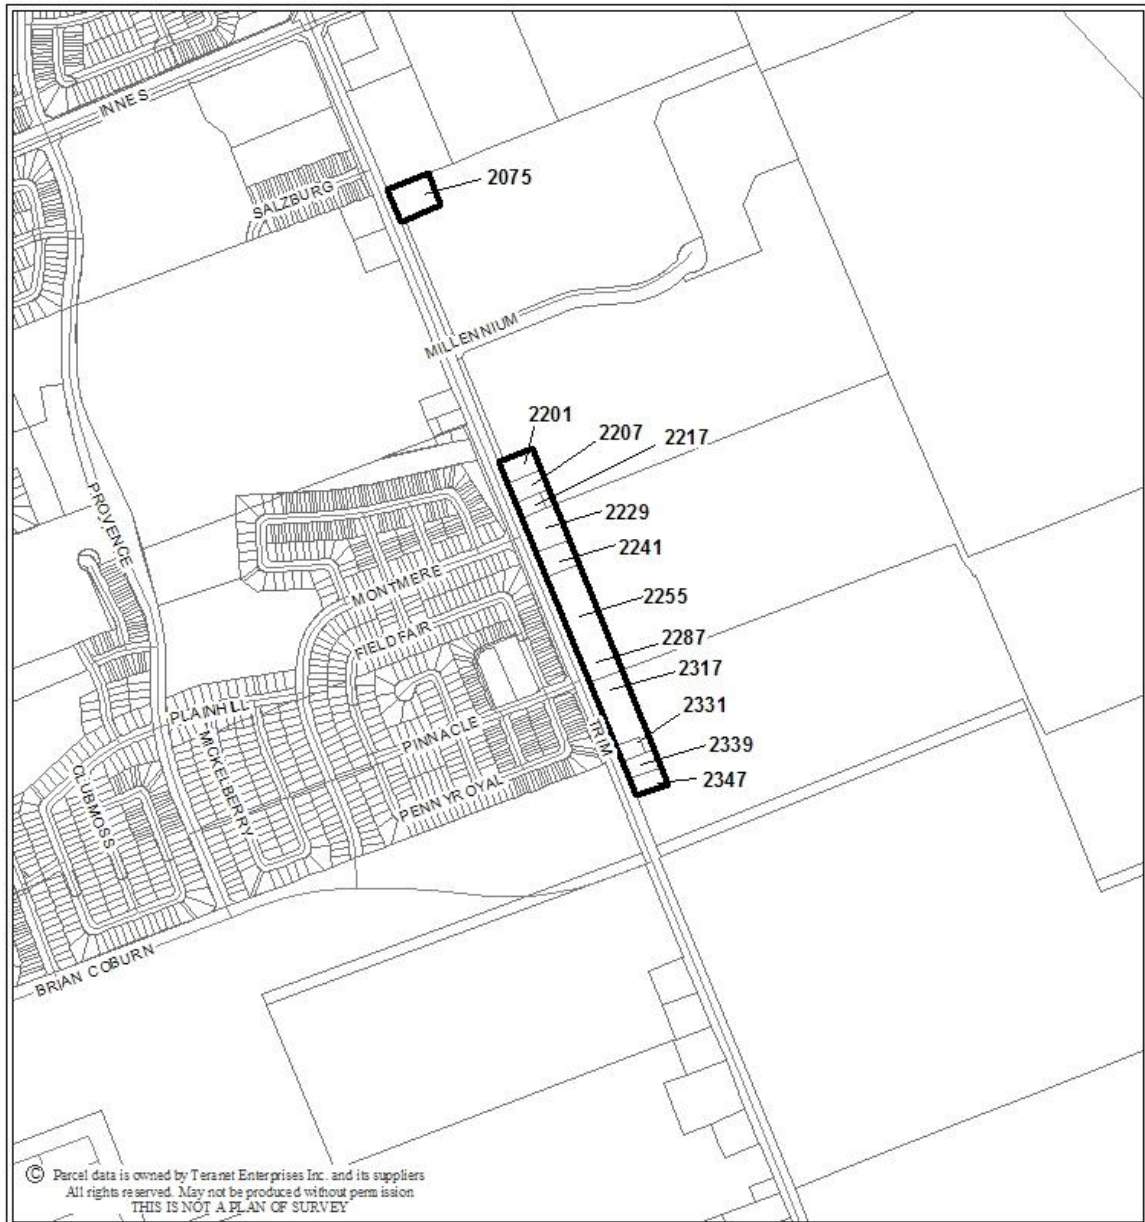 INNES
2075
SALZBURG
MILLENNIUM
2201
2207
2217
PROVENCE
2229
2241
MONTMERE
2255
FIELDFAIR
2287
2317
PLAINHILL
2331
MICKELBERRY
PINNACLE
TRIM
2339
CLUBMOSS
PENNYROYAL
2347
BRIAN COBURN
© Parcel data is owned by Teranet Enterprises Inc. and its suppliers
All rights reserved. May not be produced without permission
THIS IS NOT A PLAN OF SURVEY